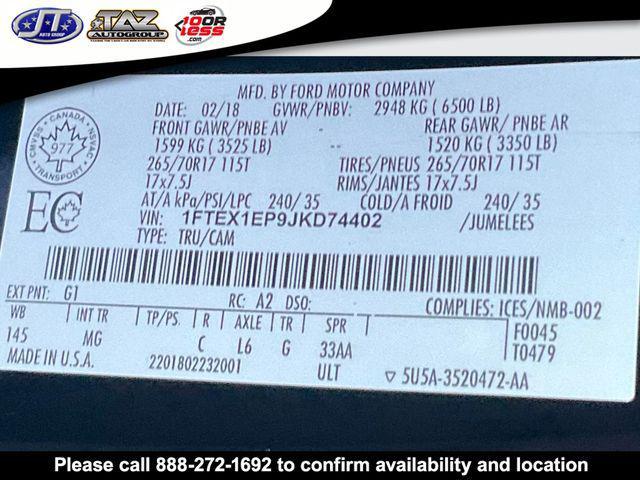 JT
AUTO GROUP
TAZ
AUTOGROUP
10 OR
LESS.COM
MFD. BY FORD MOTOR COMPANY
DATE: 02/18 GVWR/PNBV: 2948 KG ( 6500 LB)
FRONT GAWR/PNBE AV REAR GAWR/ PNBE AR
1599 KG ( 3525 LB) 1520 KG ( 3350 LB)
265/70R17 115T TIRES/PNEUS 265/70R17 115T
17x7.5J RIMS/JANTES 17x7.5J
AT/A kPa/PSI/LPC 240/ 35 COLD/A FROID 240/ 35
VIN: 1FTEX1EP9JKD74402 /JUMELEES
TYPE: TRU/CAM
CMVSS · CANADA · NSVAC
977
TRANSPORT
EC
EXT PNT: G1 RC: A2 DSO: COMPLIES: ICES/NMB-002
WB INT TR TP/PS. R AXLE TR SPR F0045
145 MG C L6 G 33AA T0479
MADE IN U.S.A. 2201802232001 ULT ▽ 5U5A-3520472-AA
Please call 888-272-1692 to confirm availability and location